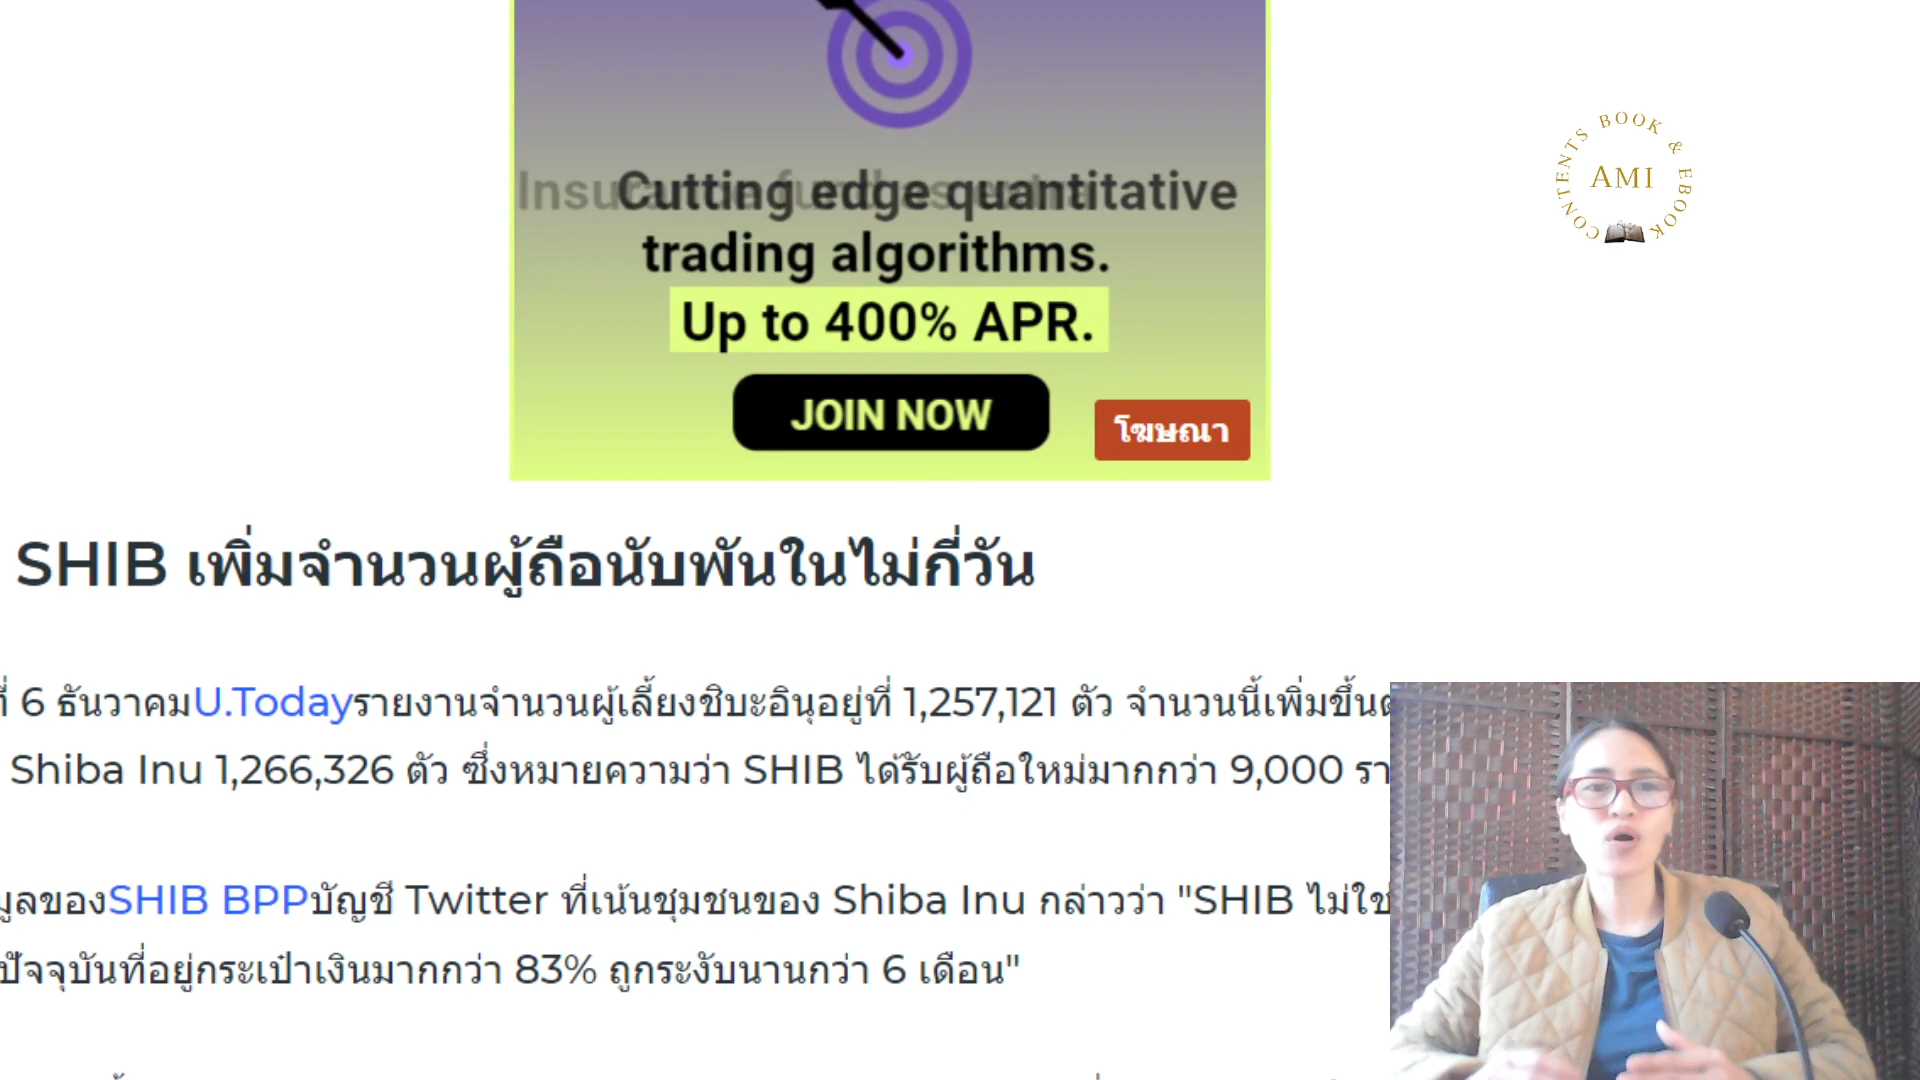 CONTENTS BOOK & EBOOK
AMI
Cutting edge quantitative
trading algorithms.
Up to 400% APR.
JOIN NOW
โฆษณา
SHIB เพิ่มจำนวนผู้ถือนับพันในไม่กี่วัน
ที่ 6 ธันวาคมU.Todayรายงานจำนวนผู้เลี้ยงชิบะอินุอยู่ที่ 1,257,121 ตัว จำนวนนี้เพิ่มขึ้น
Shiba Inu 1,266,326 ตัว ซึ่งหมายความว่า SHIB ได้รับผู้ถือใหม่มากกว่า 9,000 รา
มูลของSHIB BPPบัญชี Twitter ที่เน้นชุมชนของ Shiba Inu กล่าวว่า "SHIB ไม่ใช่
ปัจจุบันที่อยู่กระเป๋าเงินมากกว่า 83% ถูกระงับนานกว่า 6 เดือน"